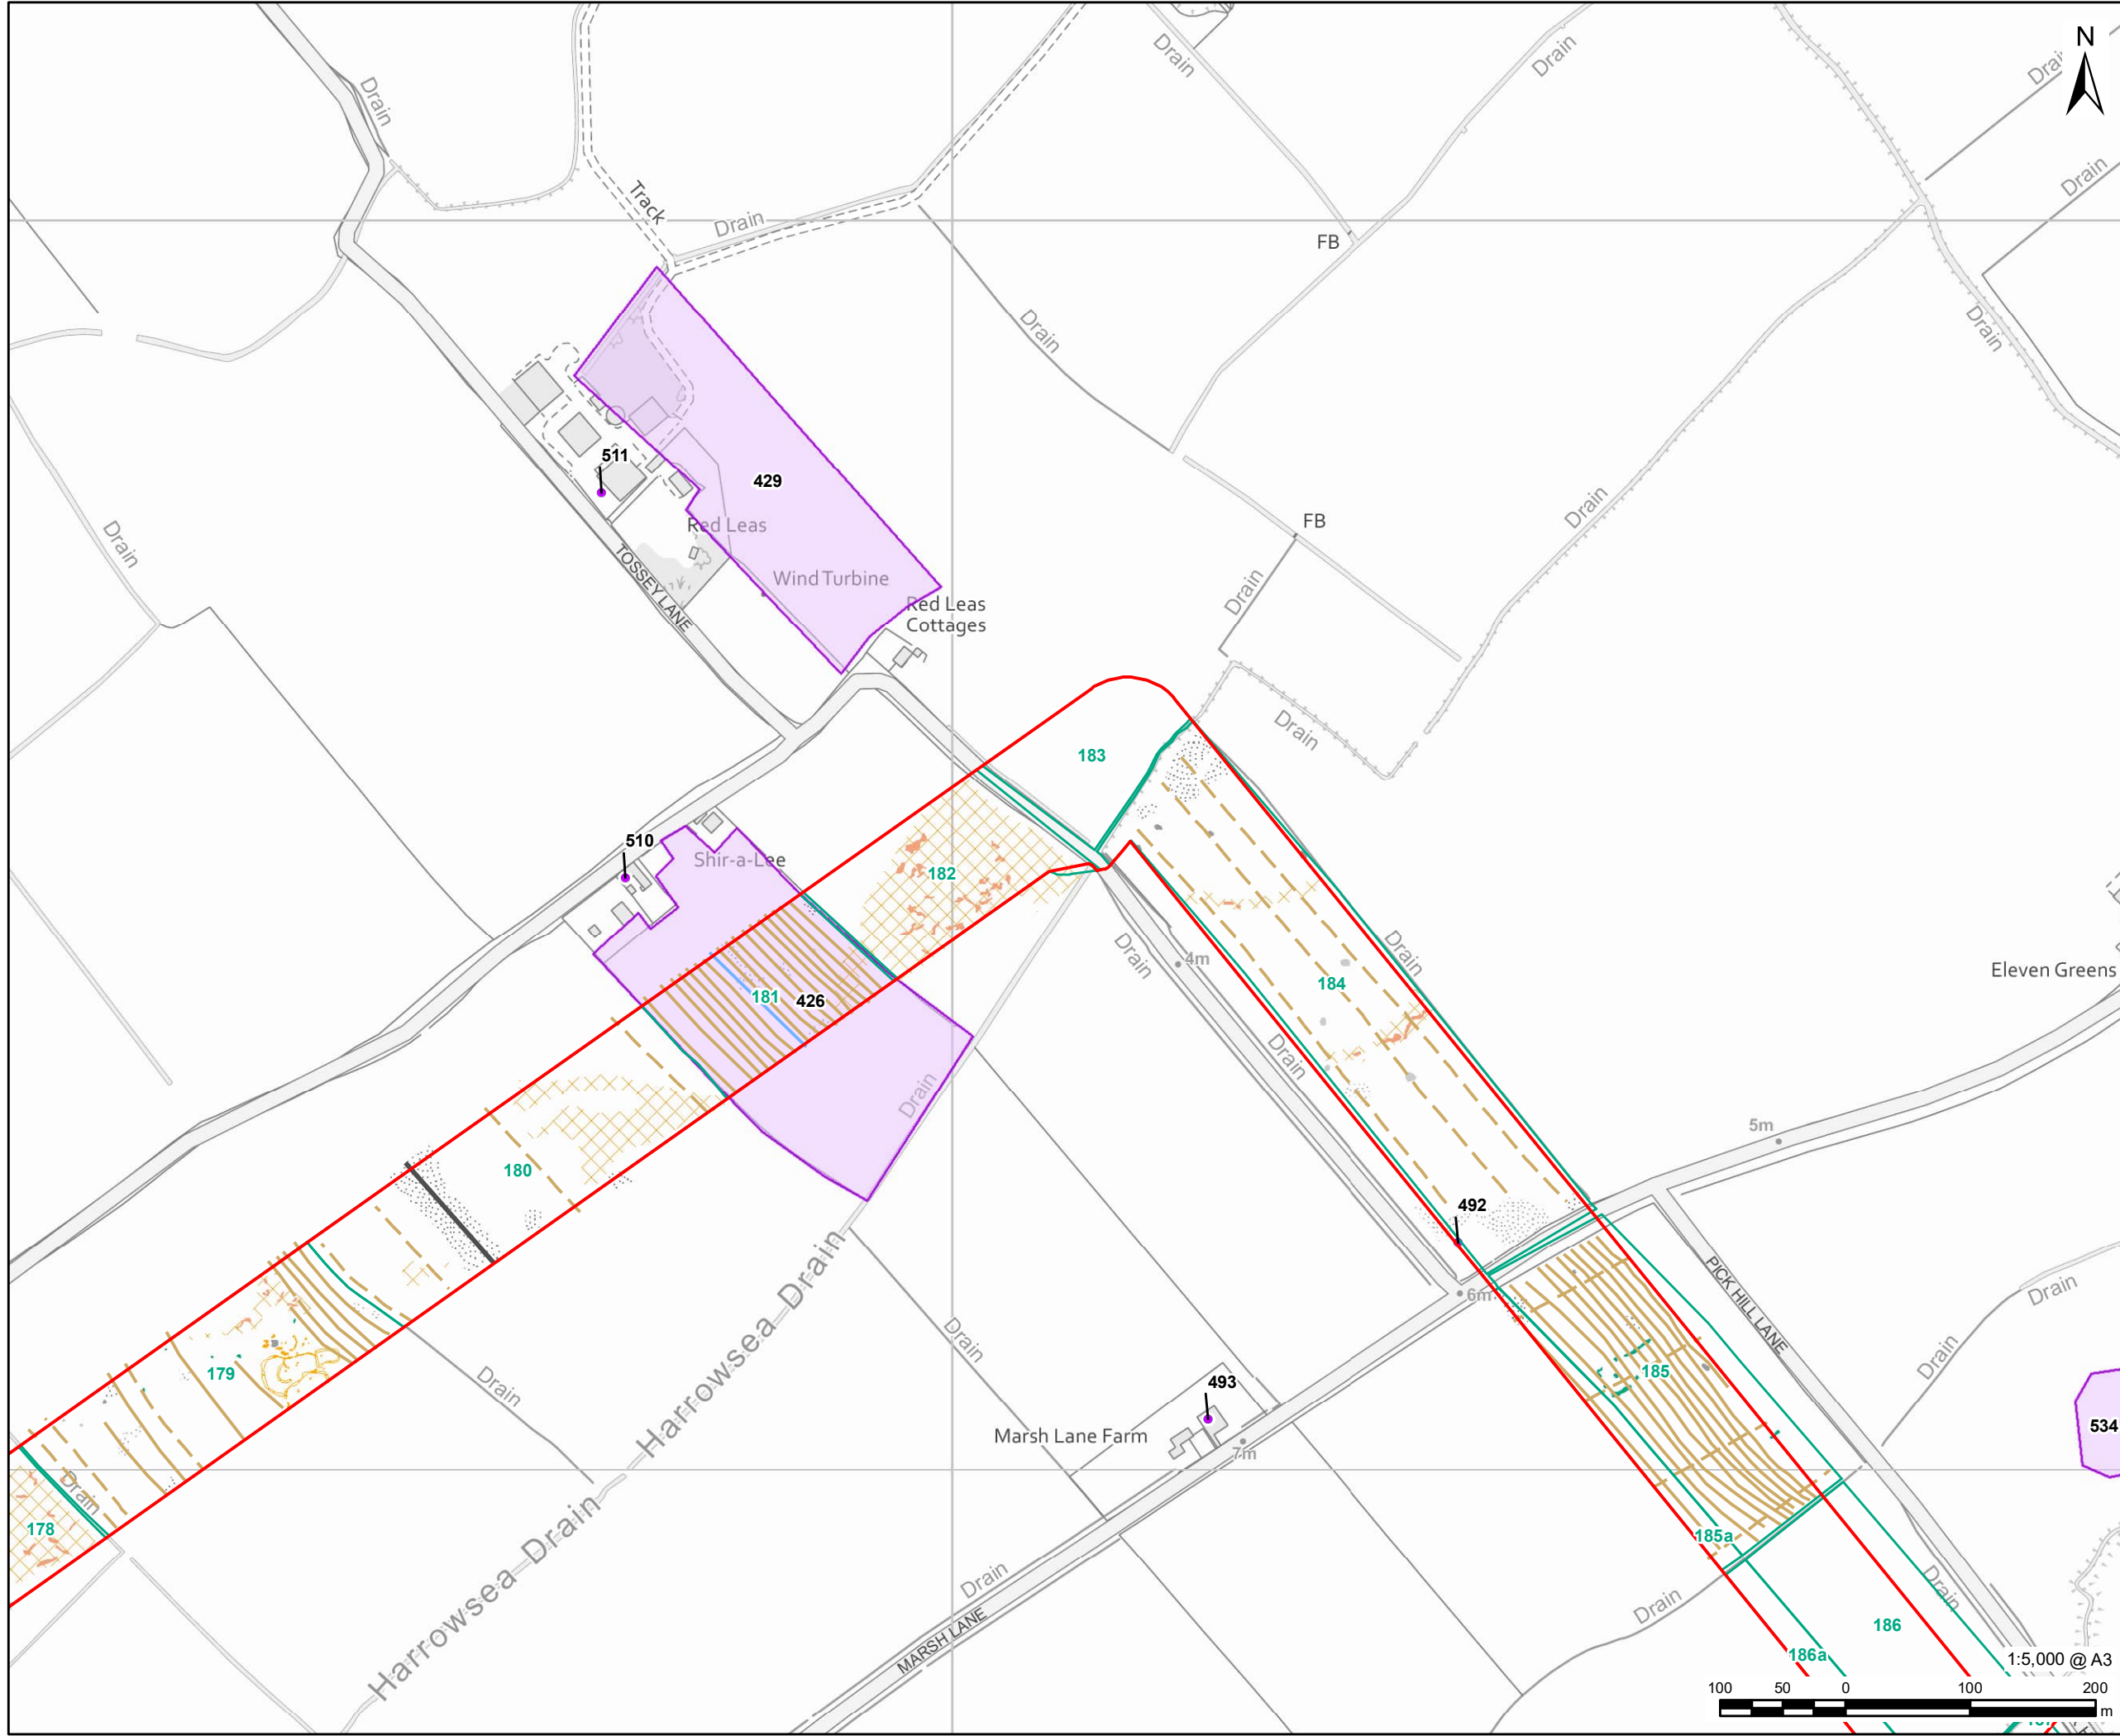 N
Drain
Drain
Drain
Drain
Drain
Track
Drain
FB
Drain
Drain
511
429
Red Leas
FB
Drain
Drain
TOSSEY LANE
Wind Turbine
Red Leas
Cottages
Drain
Drain
183
510
Shir-a-Lee
182
Drain
4m
Drain
184
Eleven Greens
181
426
Drain
Drain
5m
180
492
6m
PICK HILL LANE
Drain
Harrowsea Drain
Drain
Drain
179
Drain
493
185
Marsh Lane Farm
7m
534
Drain
178
Harrowsea Drain
185a
Drain
Drain
Drain
186
MARSH LANE
186a
1:5,000 @ A3
100 50 0 100 200
m